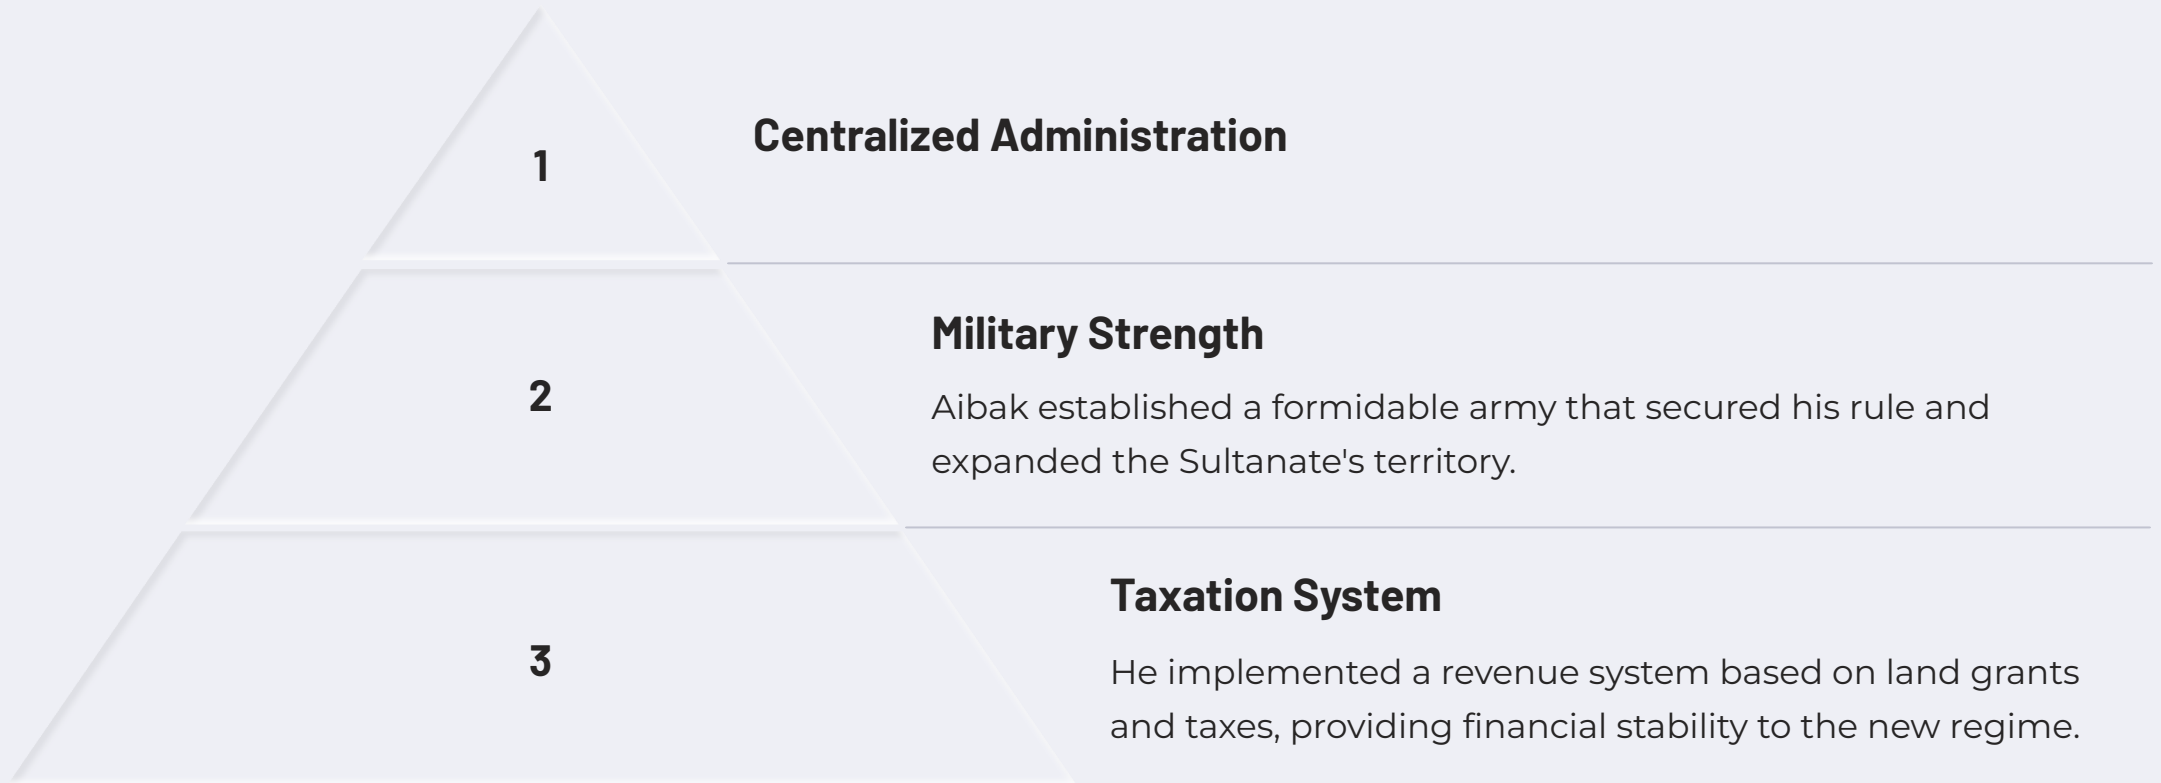 1
Centralized Administration
2
Military Strength
Aibak established a formidable army that secured his rule and
expanded the Sultanate's territory.
3
Taxation System
He implemented a revenue system based on land grants
and taxes, providing financial stability to the new regime.